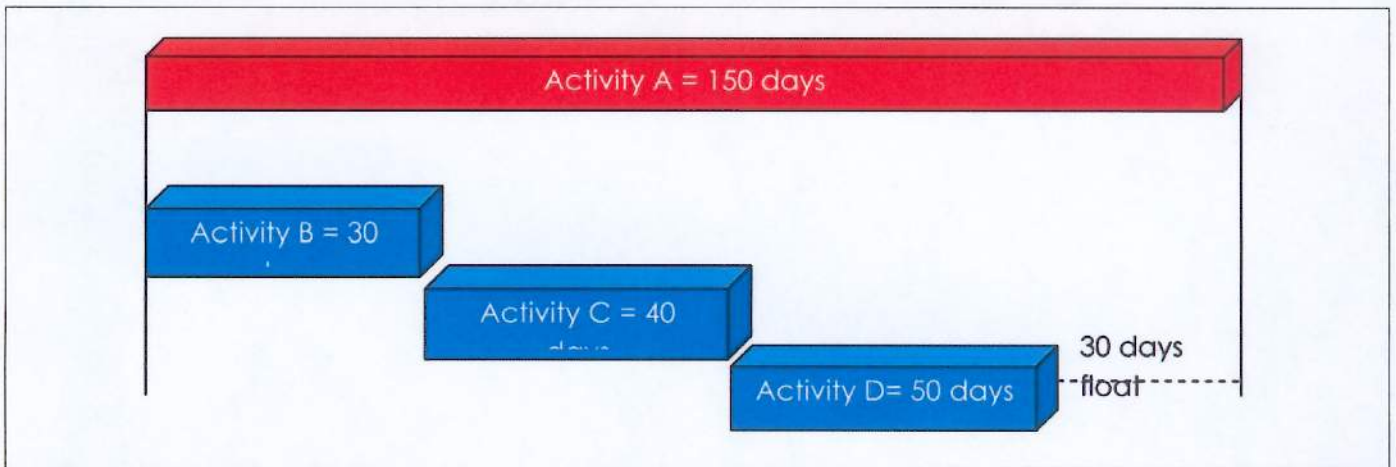 Activity A = 150 days
Activity B = 30
Activity C = 40
Activity D= 50 days
30 days
float